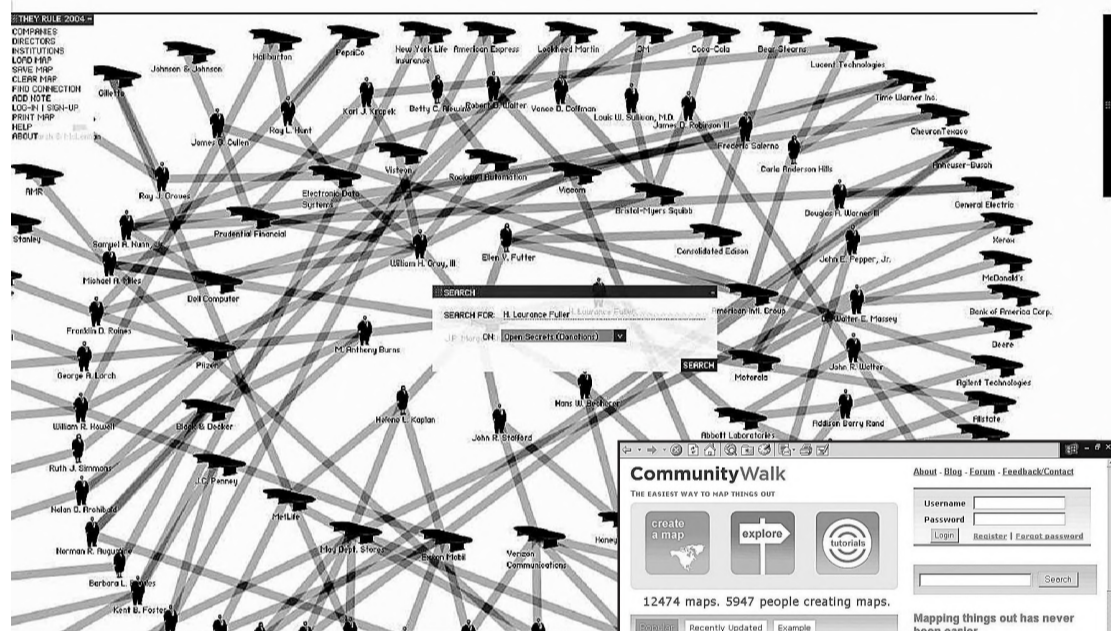 THEY RULE 2004
COMPANIES
DIRECTORS
INSTITUTIONS
LOAD MAP
SAVE MAP
CLEAR MAP
FIND CONNECTION
ADD NOTE
LOG-IN | SIGN-UP
PRINT MAP
HELP
ABOUT
Johnson & Johnson
Haliburton
PepsiCo
New York Life
Insurance
American Express
Lockheed Martin
3M
Coca-Cola
Bear Stearns
Lucent Technologies
Gillette
Time Warner Inc.
James D. Cullen
Ray L. Hunt
Karl J. Krapek
Betty C.
Robert D. Walter
Vance D. Coffman
Louis W. Sullivan, M.D.
James D. Robinson III
Frederic Salerno
Carla Anderson Hills
ChevronTexaco
Anheuser-Busch
AMR
Roy J. Groves
Electronic Data
Systems
Visteon
Rockwell Automation
Viacom
Bristol-Myers Squibb
Douglas A. Warner III
General Electric
Stanley
Samuel A. Nunn, Jr.
Prudential Financial
William H. Gray, III
Ellen V. Futter
Consolidated Edison
John E. Pepper, Jr.
Xerox
Michael A. Miles
Dell Computer
McDonald's
SEARCH
SEARCH FOR: H. Laurance Fuller
ON: Open Secrets (Donations)
SEARCH
American Intl. Group
Walter E. Massey
Bank of America Corp.
Franklin D. Raines
M. Anthony Burns
Deere
George A. Lorch
Pfizer
Motorola
John R. Walter
Agilent Technologies
William R. Howell
Black & Decker
Helene L. Kaplan
John R. Stafford
Hans W. Becherer
Abbott Laboratories
Addison Barry Rand
Allstate
Ruth J. Simmons
J.C. Penney
Helan D. Archibald
MetLife
Norman R. Augustine
May Dept. Stores
Exxon Mobil
Verizon
Communications
Honey
Barbara L.
Kent B. Foster
CommunityWalk
THE EASIEST WAY TO MAP THINGS OUT
About - Blog - Forum - Feedback/Contact
create
a map
explore
tutorials
Username
Password
Login
Register | Forgot password
Search
12474 maps. 5947 people creating maps.
Popular
Recently Updated
Example
Mapping things out has never
been easier